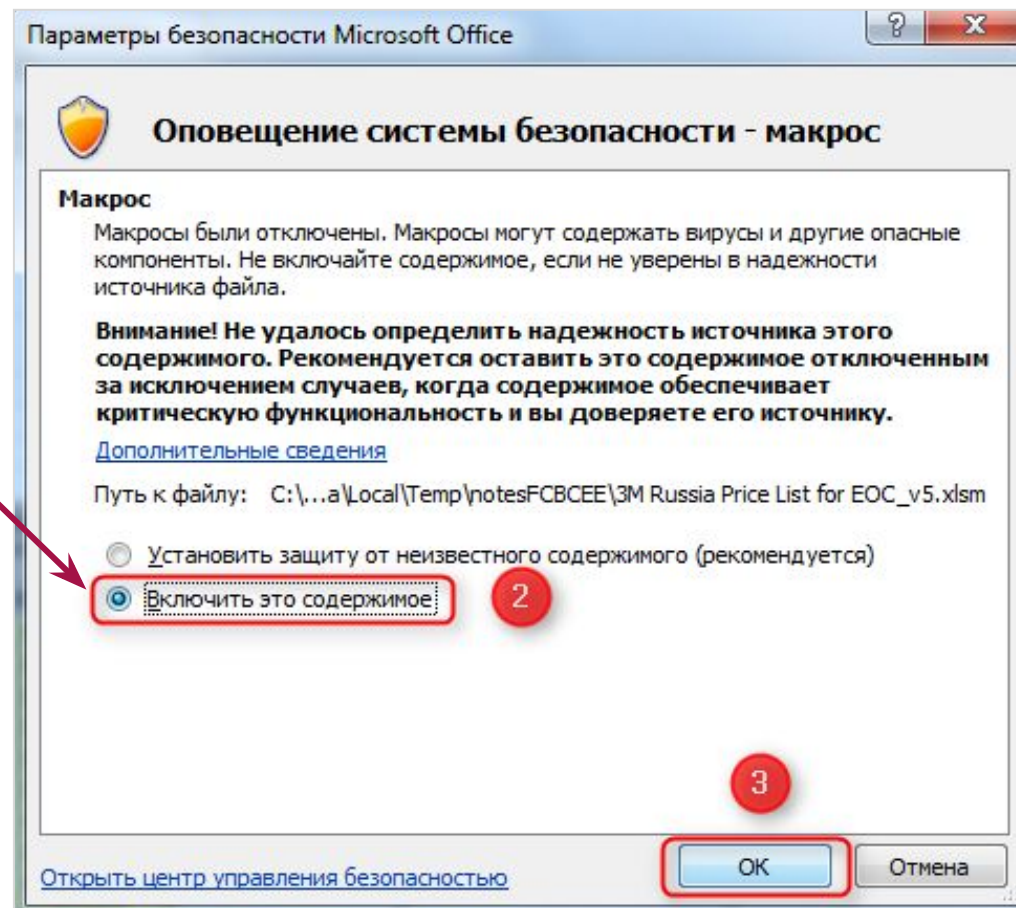 Параметры безопасности Microsoft Office
?
X
Оповещение системы безопасности - макрос
Макрос
Макросы были отключены. Макросы могут содержать вирусы и другие опасные
компоненты. Не включайте содержимое, если не уверены в надежности
источника файла.
Внимание! Не удалось определить надежность источника этого
содержимого. Рекомендуется оставить это содержимое отключенным
за исключением случаев, когда содержимое обеспечивает
критическую функциональность и вы доверяете его источнику.
Дополнительные сведения
Путь к файлу: C:\...a\Local\Temp\notesFCBCEE\3M Russia Price List for EOC_v5.xlsm
Установить защиту от неизвестного содержимого (рекомендуется)
Включить это содержимое
2
3
Открыть центр управления безопасностью
ОК
Отмена